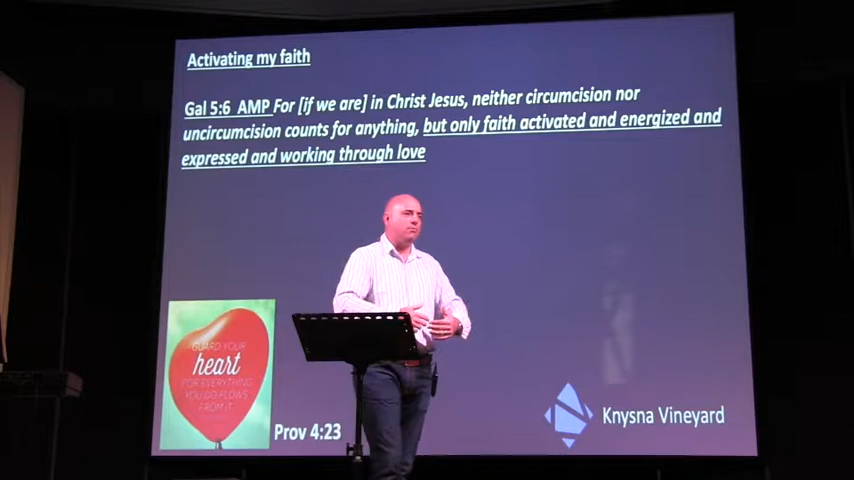 Activating my faith
Gal 5:6 AMP For [if we are] in Christ Jesus, neither circumcision nor
uncircumcision counts for anything, but only faith activated and energized and
expressed and working through love
GUARD YOUR
heart
FOR EVERYTHING
YOU DO FLOWS
FROM IT
Prov 4:23
Knysna Vineyard